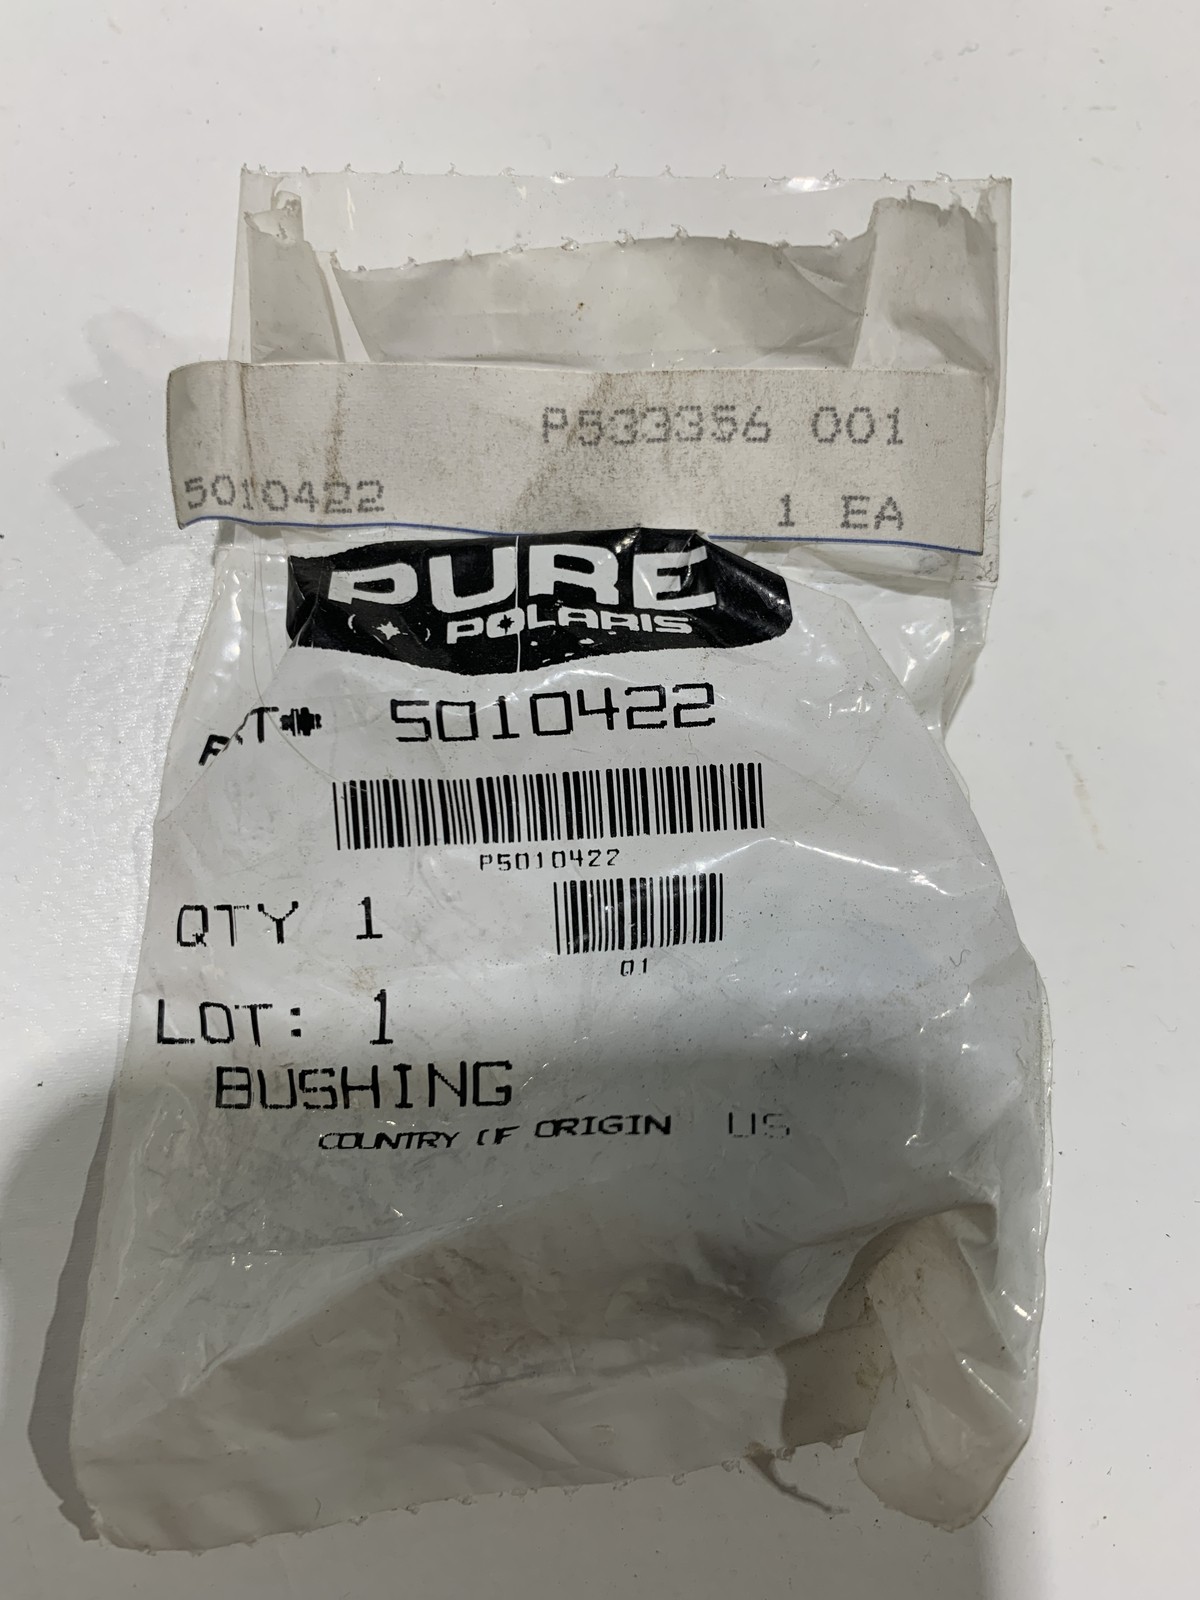 P533356 001
5010422 1 EA
PURE
POLARIS
5010422
P5010422
QTY 1
01
LOT: 1
BUSHING
COUNTRY OF ORIGIN US